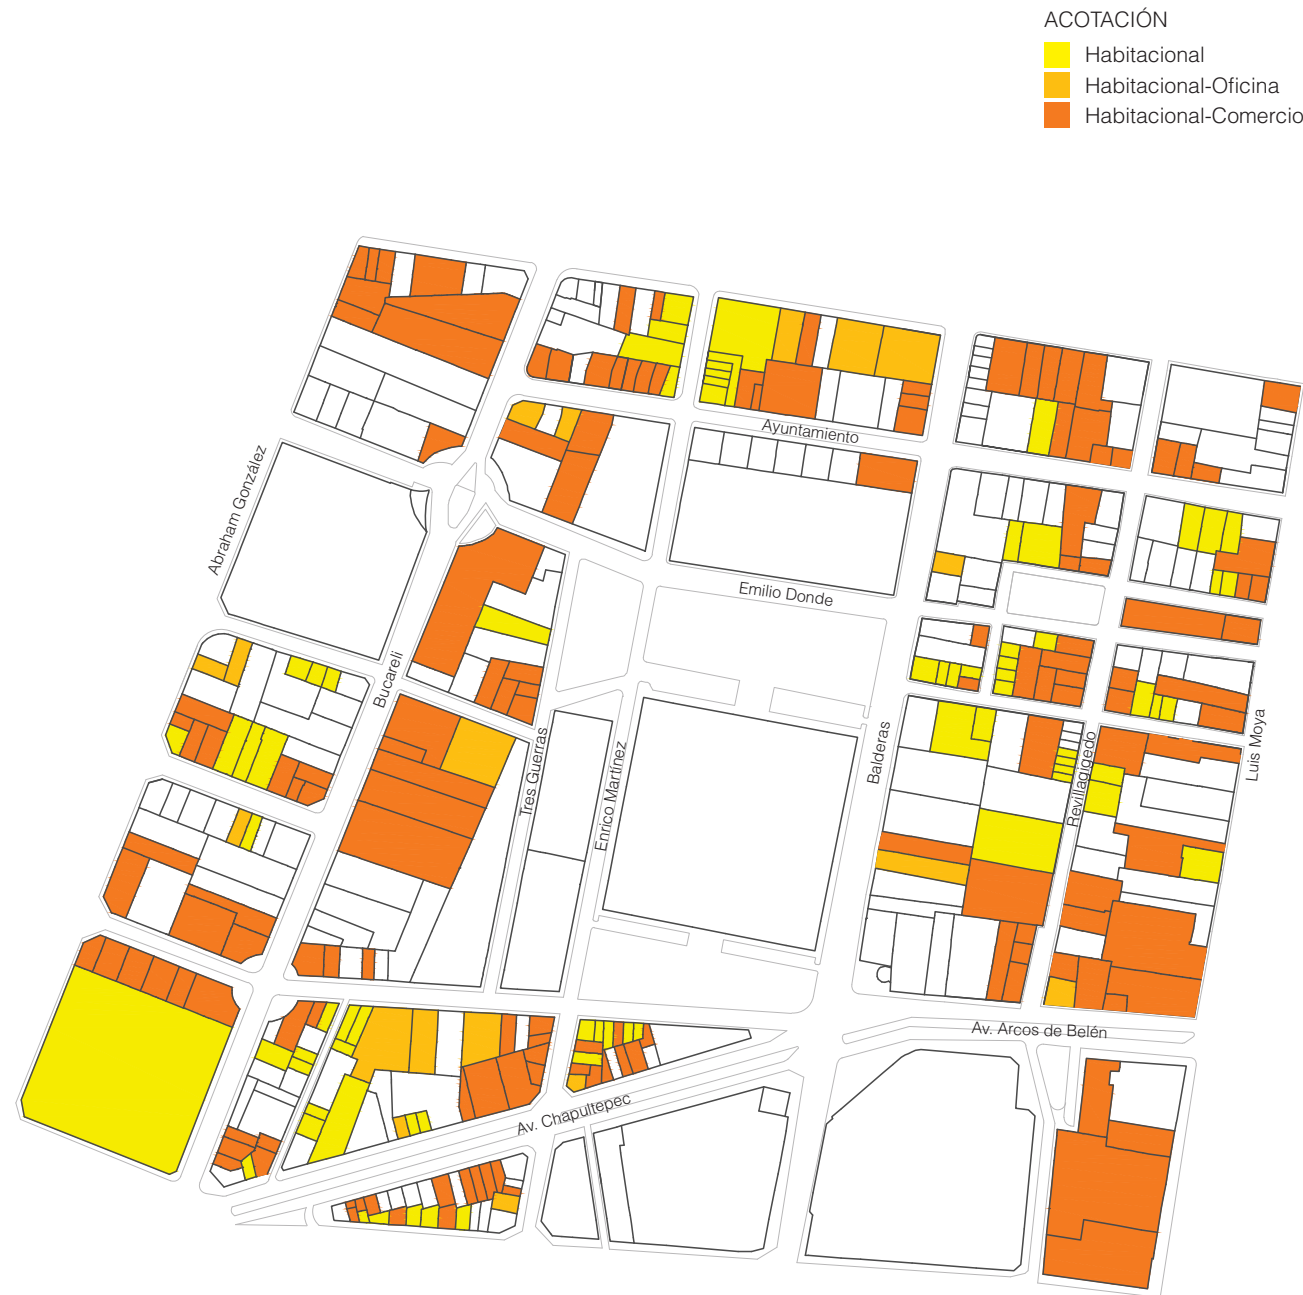 ACOTACIÓN
Habitacional
Habitacional-Oficina
Habitacional-Comercio
Ayuntamiento
Abraham González
Emilio Donde
Bucareli
Tres Guerras
Enrico Martínez
Balderas
Revillagigedo
Luis Moya
Av. Arcos de Belén
Av. Chapultepec